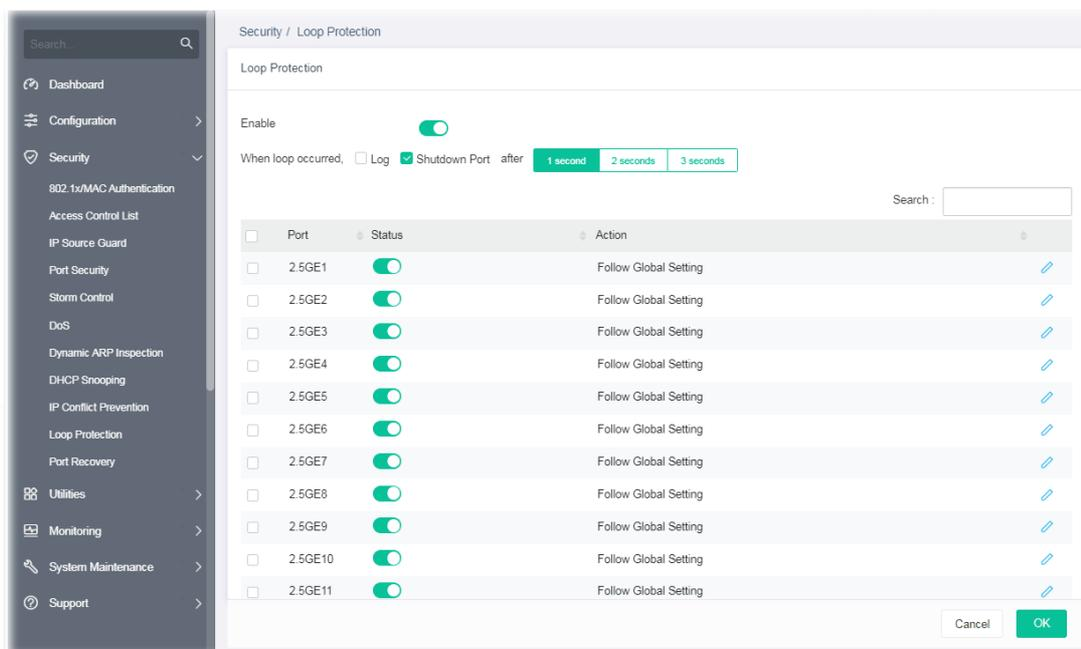 Search...
Dashboard
Configuration
Security
802.1x/MAC Authentication
Access Control List
IP Source Guard
Port Security
Storm Control
DoS
Dynamic ARP Inspection
DHCP Snooping
IP Conflict Prevention
Loop Protection
Port Recovery
Utilities
Monitoring
System Maintenance
Support
Security / Loop Protection
Loop Protection
Enable
When loop occurred, Log Shutdown Port after 1 second 2 seconds 3 seconds
Search :
Port Status Action
2.5GE1 Follow Global Setting
2.5GE2 Follow Global Setting
2.5GE3 Follow Global Setting
2.5GE4 Follow Global Setting
2.5GE5 Follow Global Setting
2.5GE6 Follow Global Setting
2.5GE7 Follow Global Setting
2.5GE8 Follow Global Setting
2.5GE9 Follow Global Setting
2.5GE10 Follow Global Setting
2.5GE11 Follow Global Setting
Cancel OK